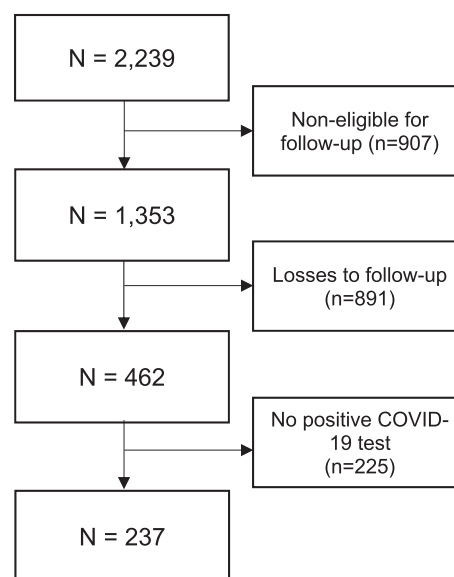 N = 2,239
Non-eligible for
follow-up (n=907)
N = 1,353
Losses to follow-up
(n=891)
N = 462
No positive COVID-
19 test
(n=225)
N = 237